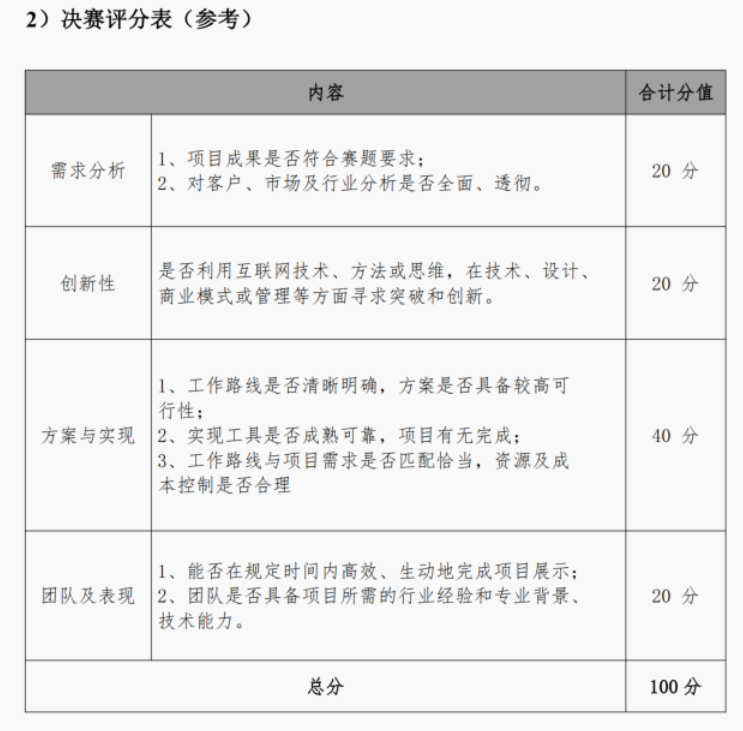 2）决赛评分表（参考）
内容 合计分值
需求分析
1、项目成果是否符合赛题要求；
2、对客户、市场及行业分析是否全面、透彻。
20 分
创新性
是否利用互联网技术、方法或思维，在技术、设计、
商业模式或管理等方面寻求突破和创新。
20 分
方案与实现
1、工作路线是否清晰明确，方案是否具备较高可
行性；
2、实现工具是否成熟可靠，项目有无完成；
3、工作路线与项目需求是否匹配恰当，资源及成
本控制是否合理
40 分
团队及表现
1、能否在规定时间内高效、生动地完成项目展示；
2、团队是否具备项目所需的行业经验和专业背景、
技术能力。
20 分
总分 100 分